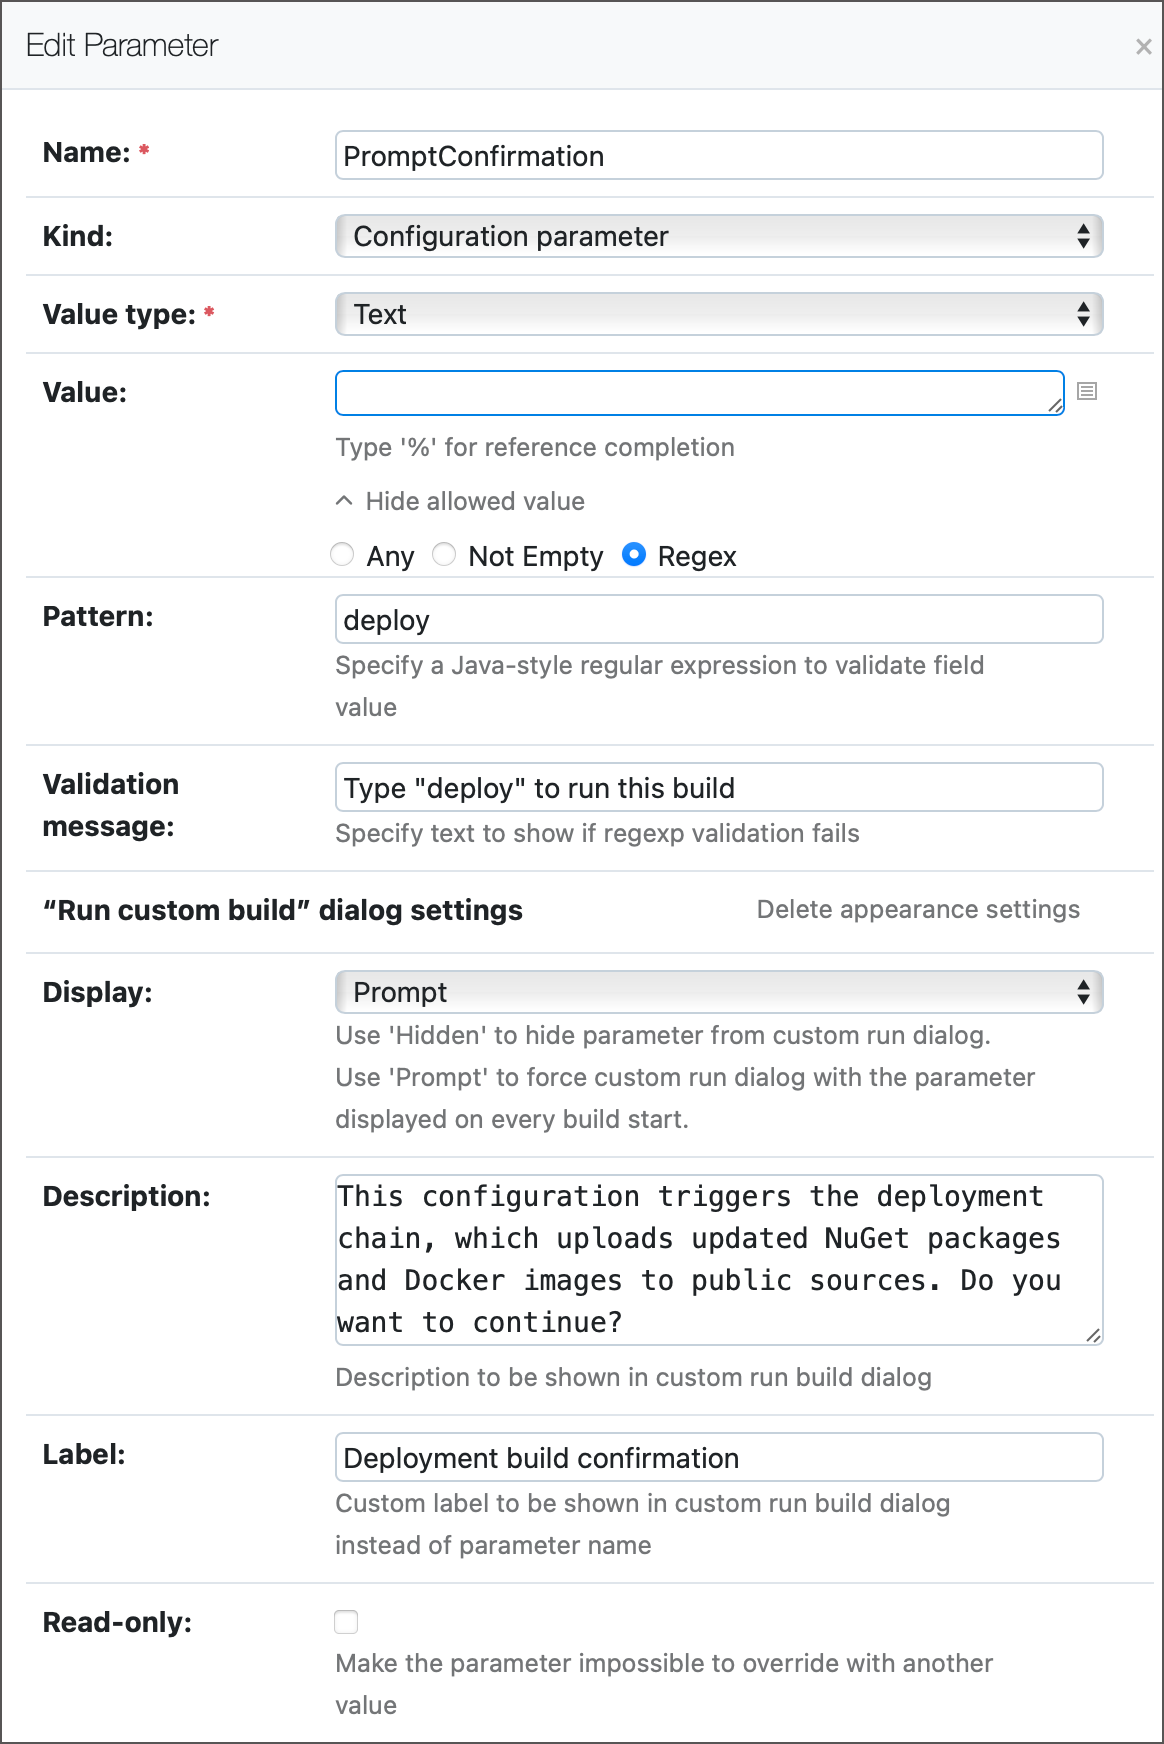 Edit Parameter ×
Name: * PromptConfirmation
Kind: Configuration parameter
Value type: * Text
Value:
Type '%' for reference completion
Hide allowed value
Any Not Empty Regex
Pattern: deploy
Specify a Java-style regular expression to validate field
value
Validation
message:
Type "deploy" to run this build
Specify text to show if regexp validation fails
“Run custom build” dialog settings Delete appearance settings
Display: Prompt
Use 'Hidden' to hide parameter from custom run dialog.
Use 'Prompt' to force custom run dialog with the parameter
displayed on every build start.
Description: This configuration triggers the deployment
chain, which uploads updated NuGet packages
and Docker images to public sources. Do you
want to continue?
Description to be shown in custom run build dialog
Label: Deployment build confirmation
Custom label to be shown in custom run build dialog
instead of parameter name
Read-only:
Make the parameter impossible to override with another
value